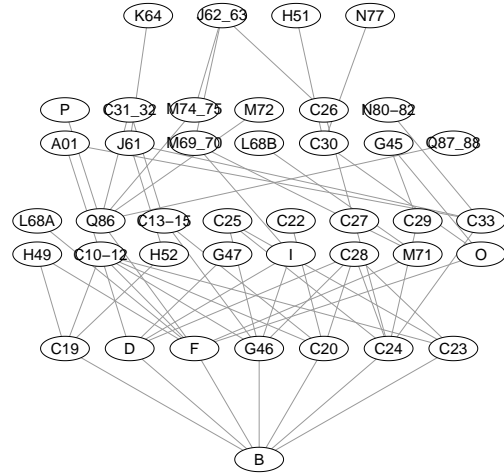 K64 J62_63 H51 N77
P C31_32 M74_75 M72 C26 N80−82
A01 J61 M69_70 L68B C30 G45 Q87_88
L68A Q86 C13−15 C25 C22 C27 C29 C33
H49 C10−12 H52 G47 I C28 M71 O
C19 D F G46 C20 C24 C23
B